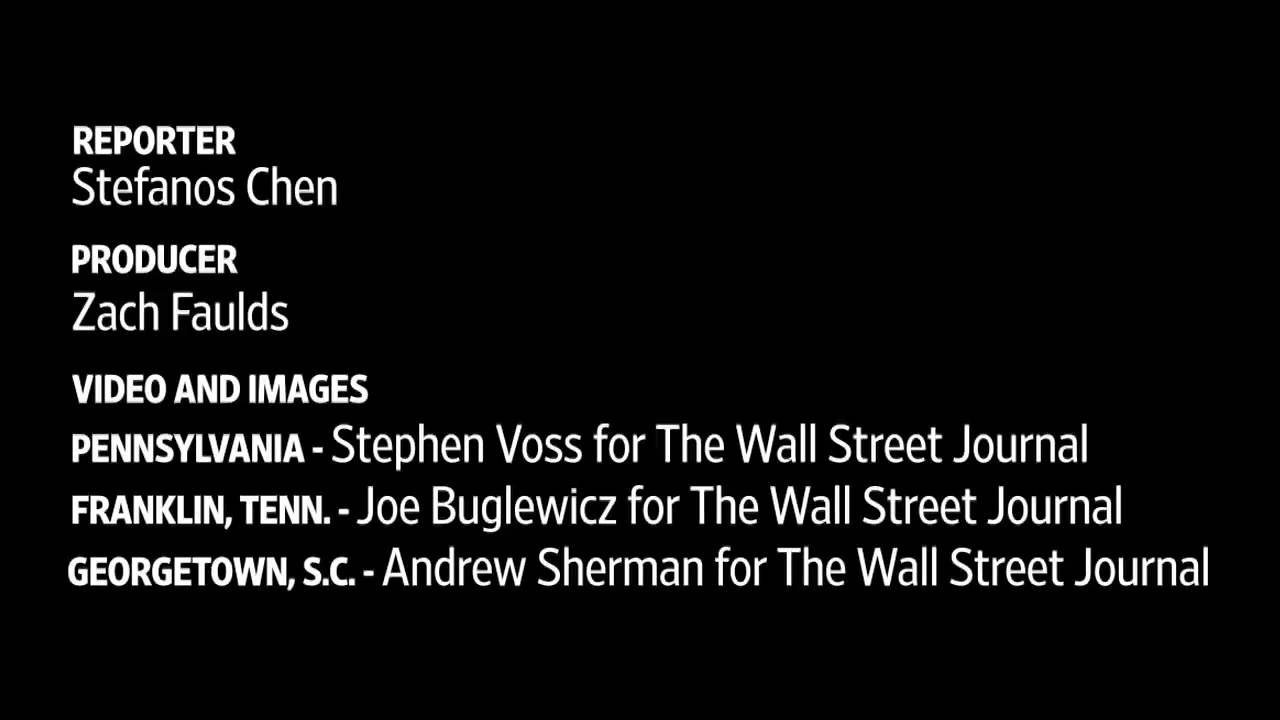 REPORTER
Stefanos Chen
PRODUCER
Zach Faulds
VIDEO AND IMAGES
PENNSYLVANIA - Stephen Voss for The Wall Street Journal
FRANKLIN, TENN. - Joe Buglewicz for The Wall Street Journal
GEORGETOWN, S.C. - Andrew Sherman for The Wall Street Journal